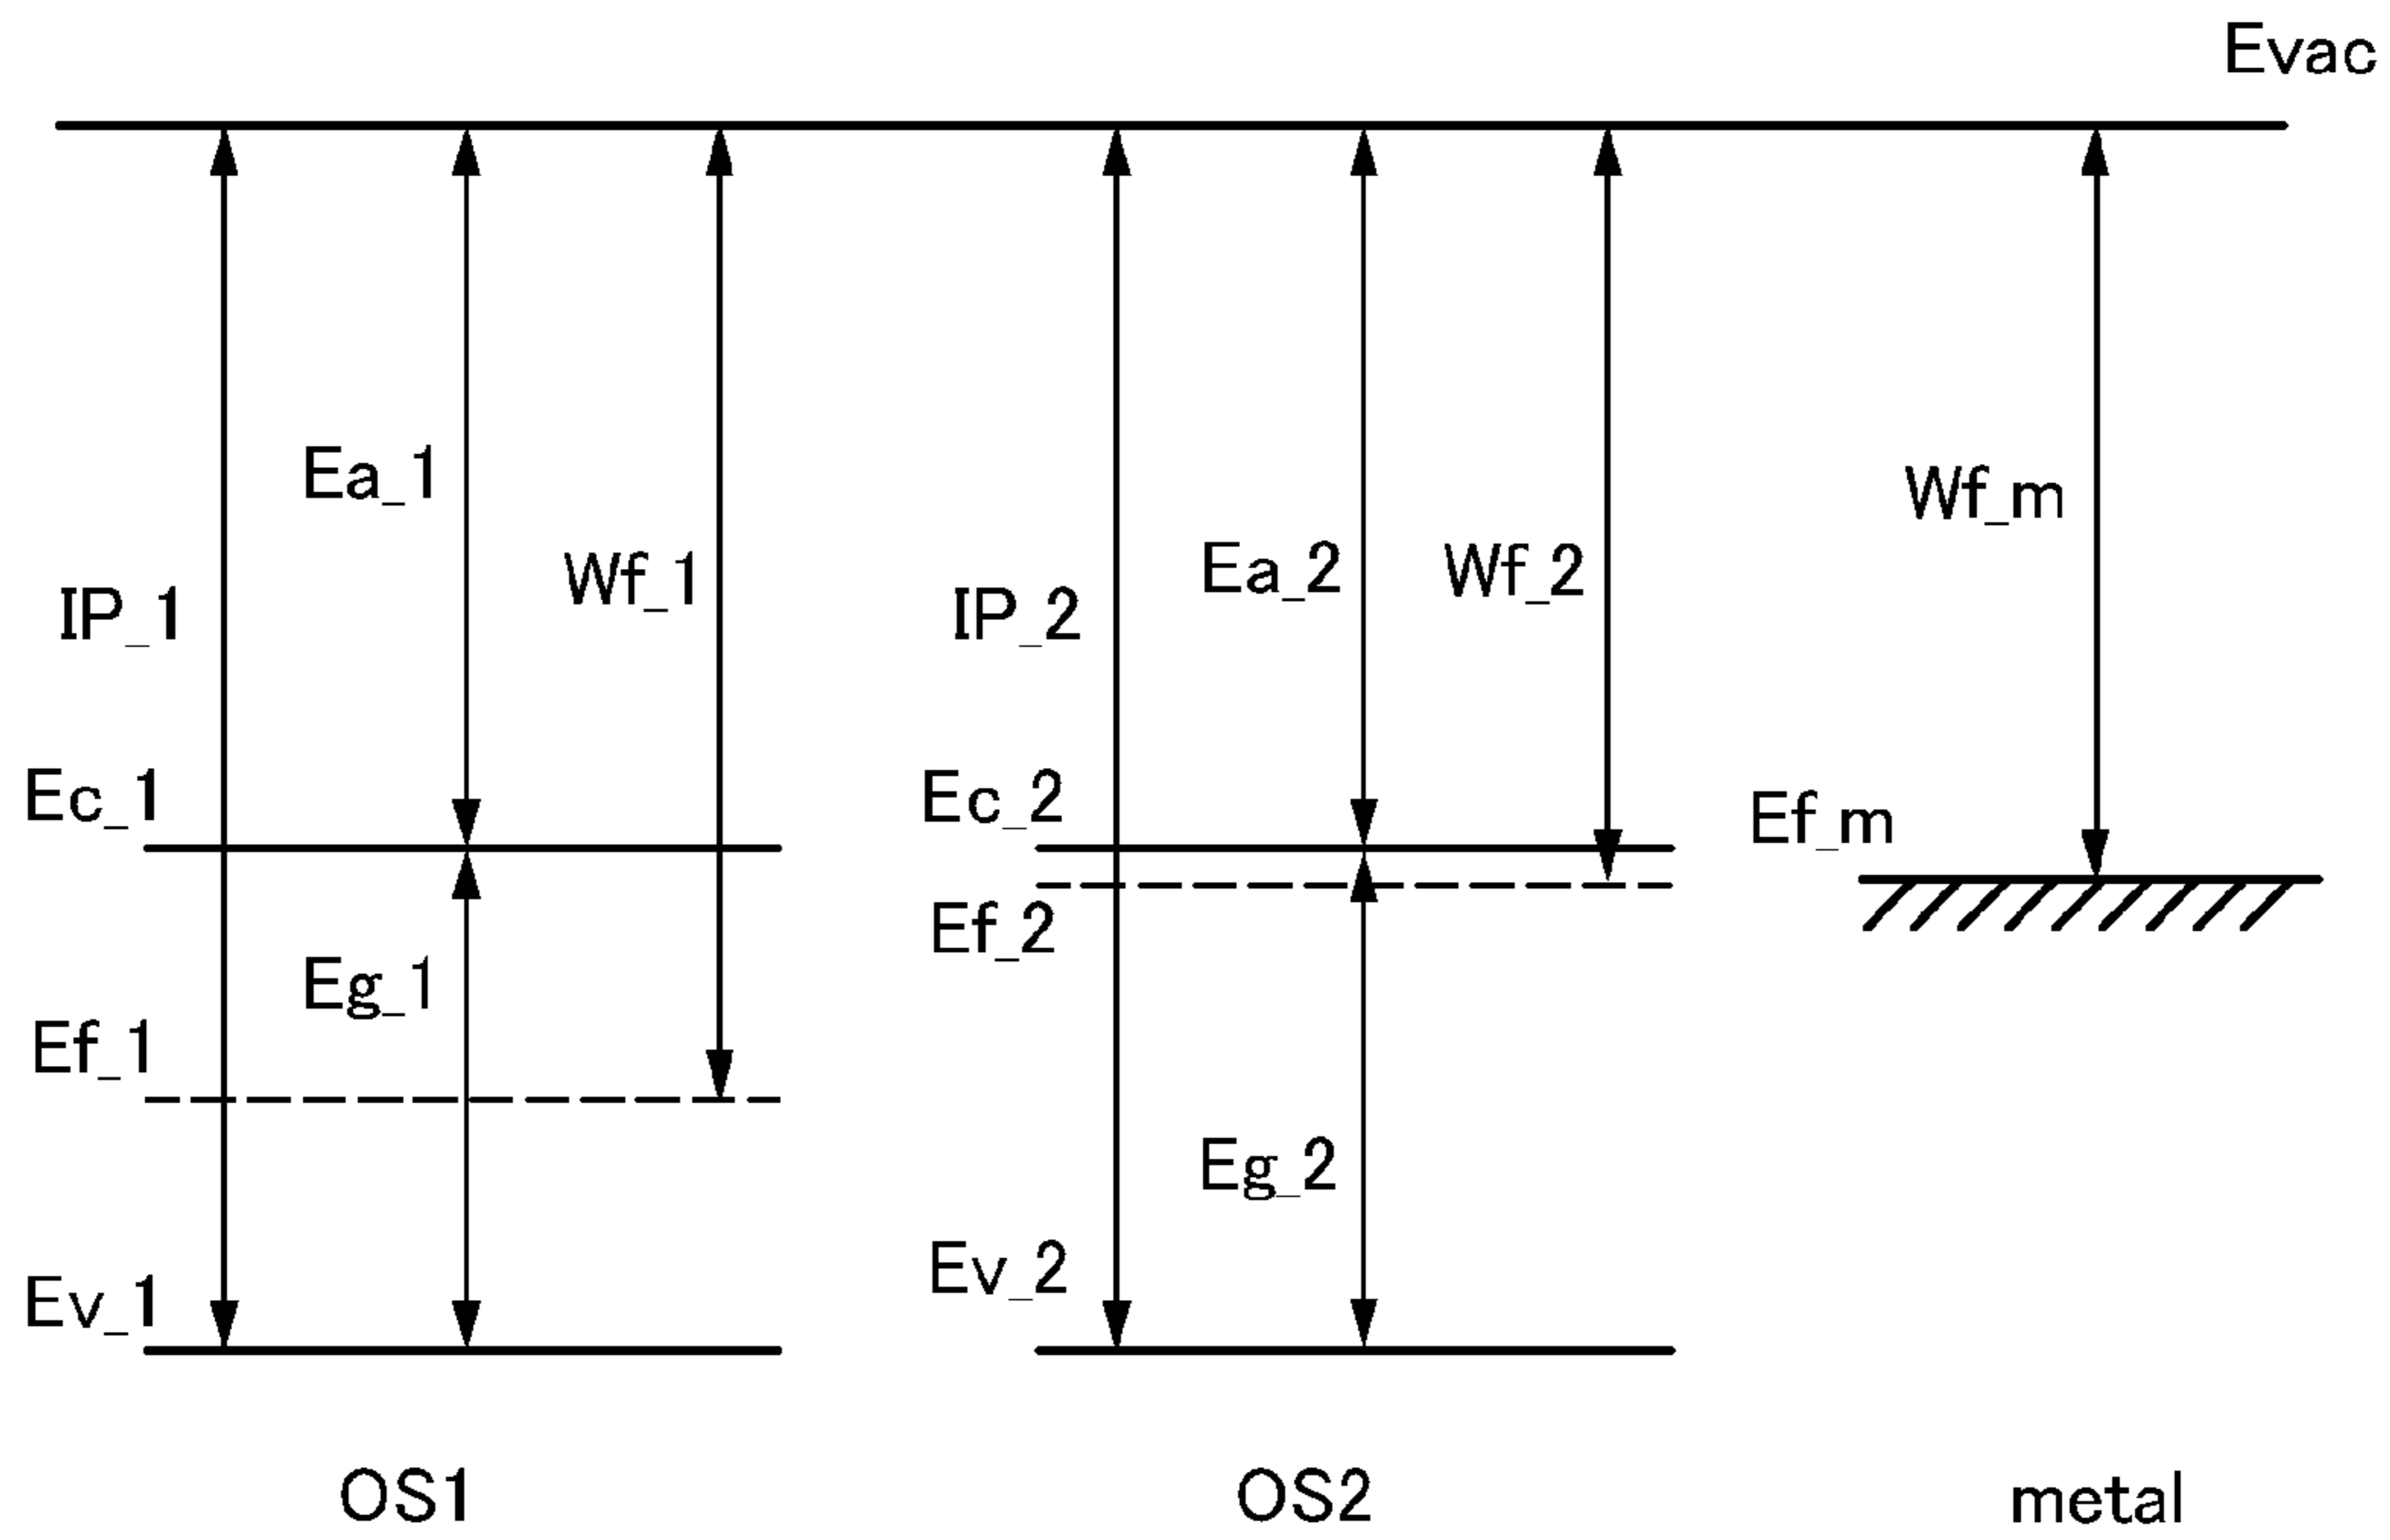 Evac
Ea_1
Wf_1
IP_1
Ec_1
Eg_1
Ef_1
Ev_1
OS1
Ea_2
Wf_2
IP_2
Ec_2
Ef_2
Eg_2
Ev_2
OS2
Wf_m
Ef_m
metal